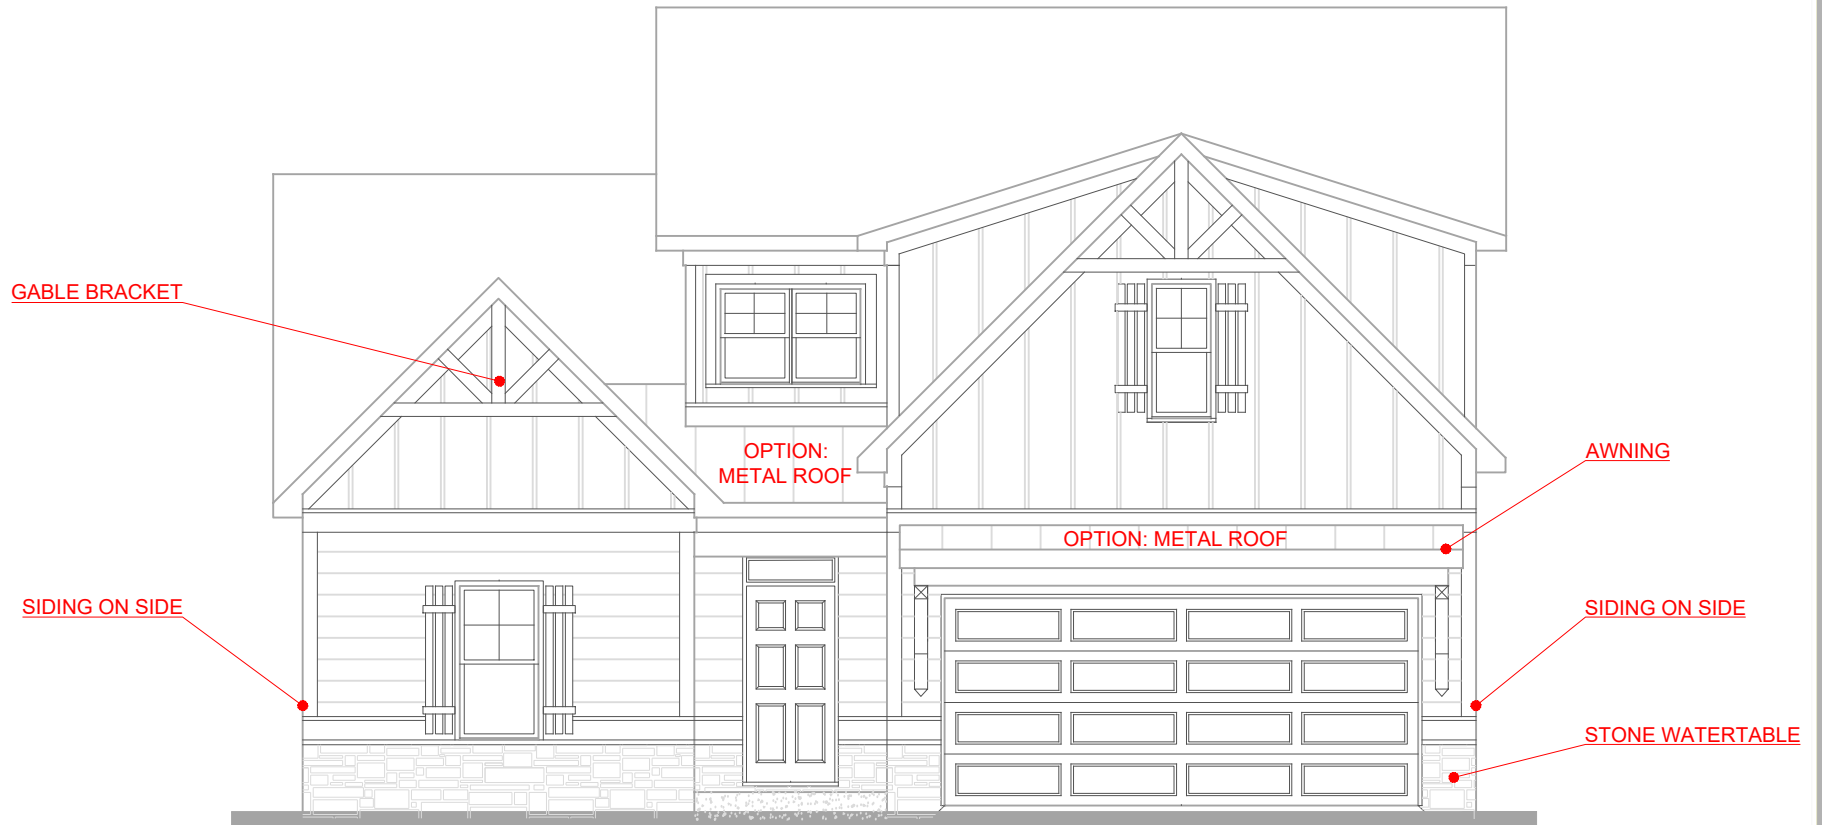 GABLE BRACKET
OPTION:
METAL ROOF
AWNING
OPTION: METAL ROOF
SIDING ON SIDE
SIDING ON SIDE
STONE WATERTABLE